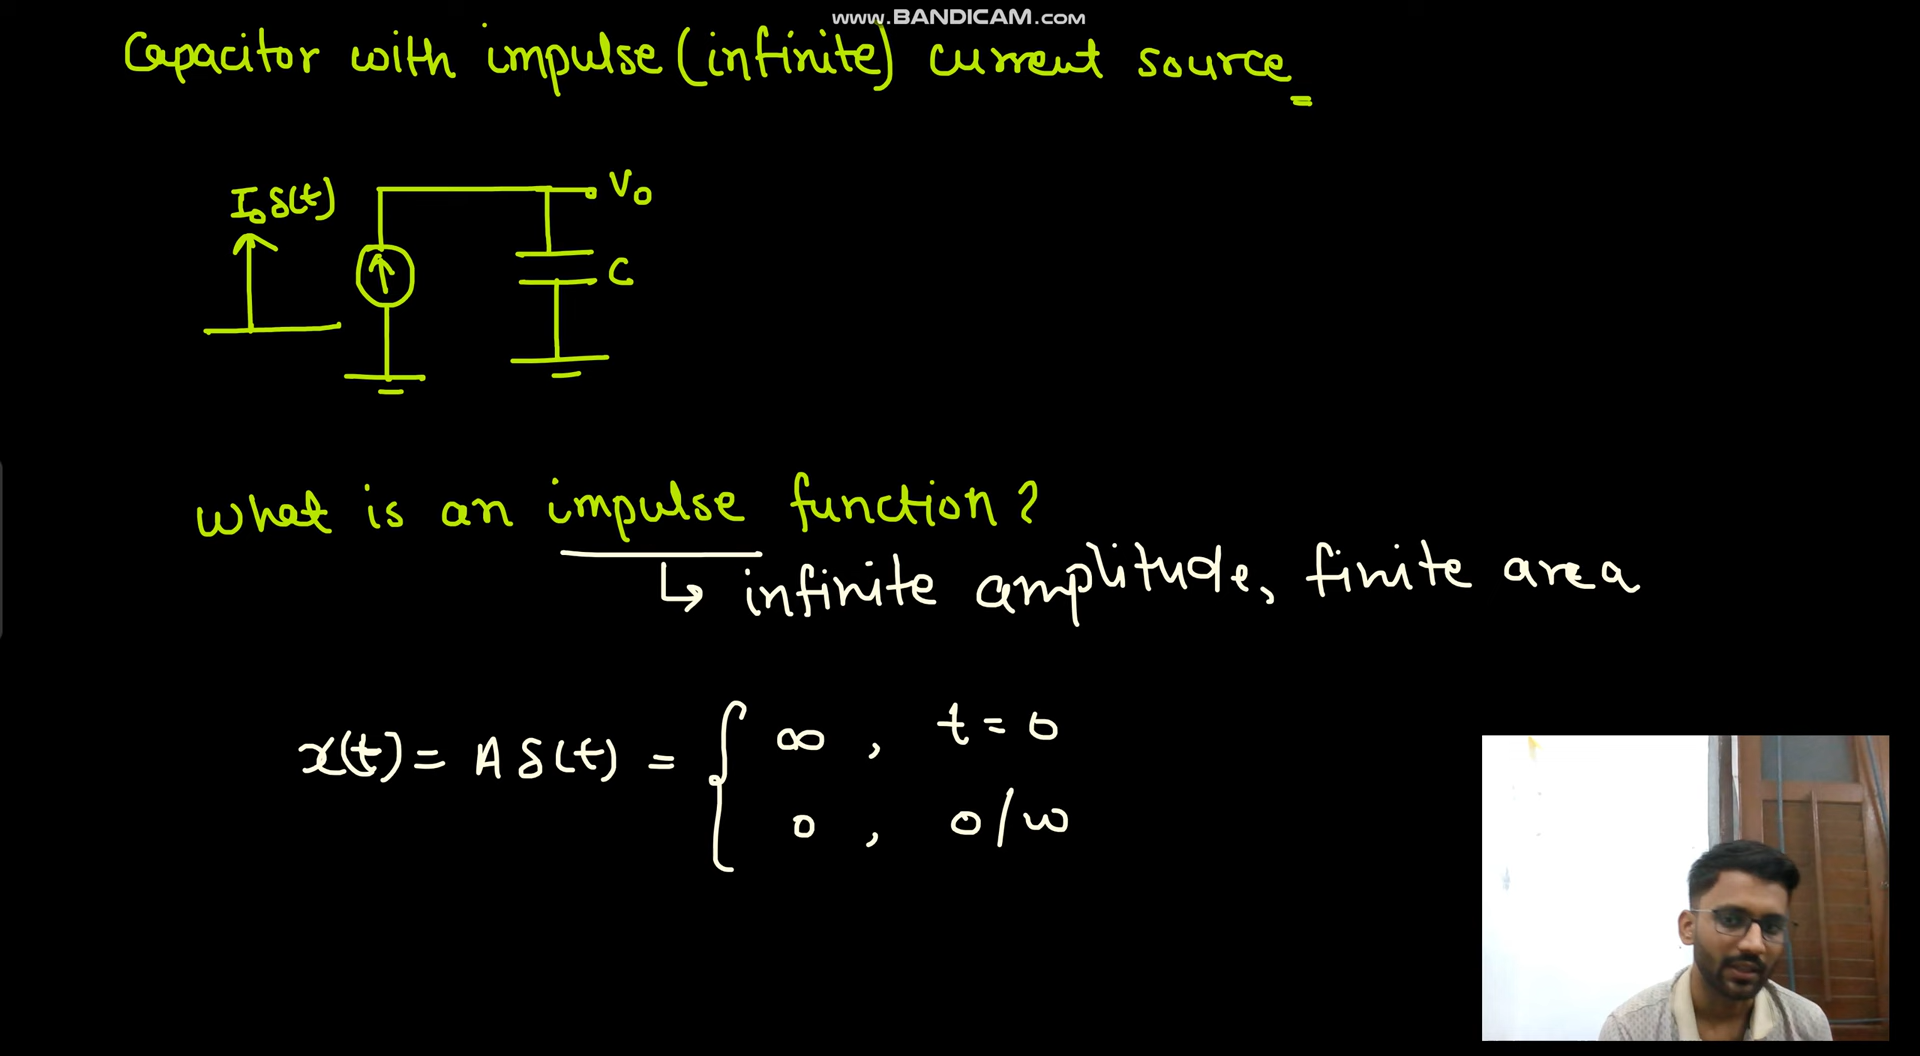 www.BANDICAM.com
Capacitor with impulse (infinite) current source
I₀ δ(t)
V₀
C
What is an impulse function?
↳ infinite amplitude, finite area
x(t) = A δ(t) = { ∞ , t = 0
0 , o/w